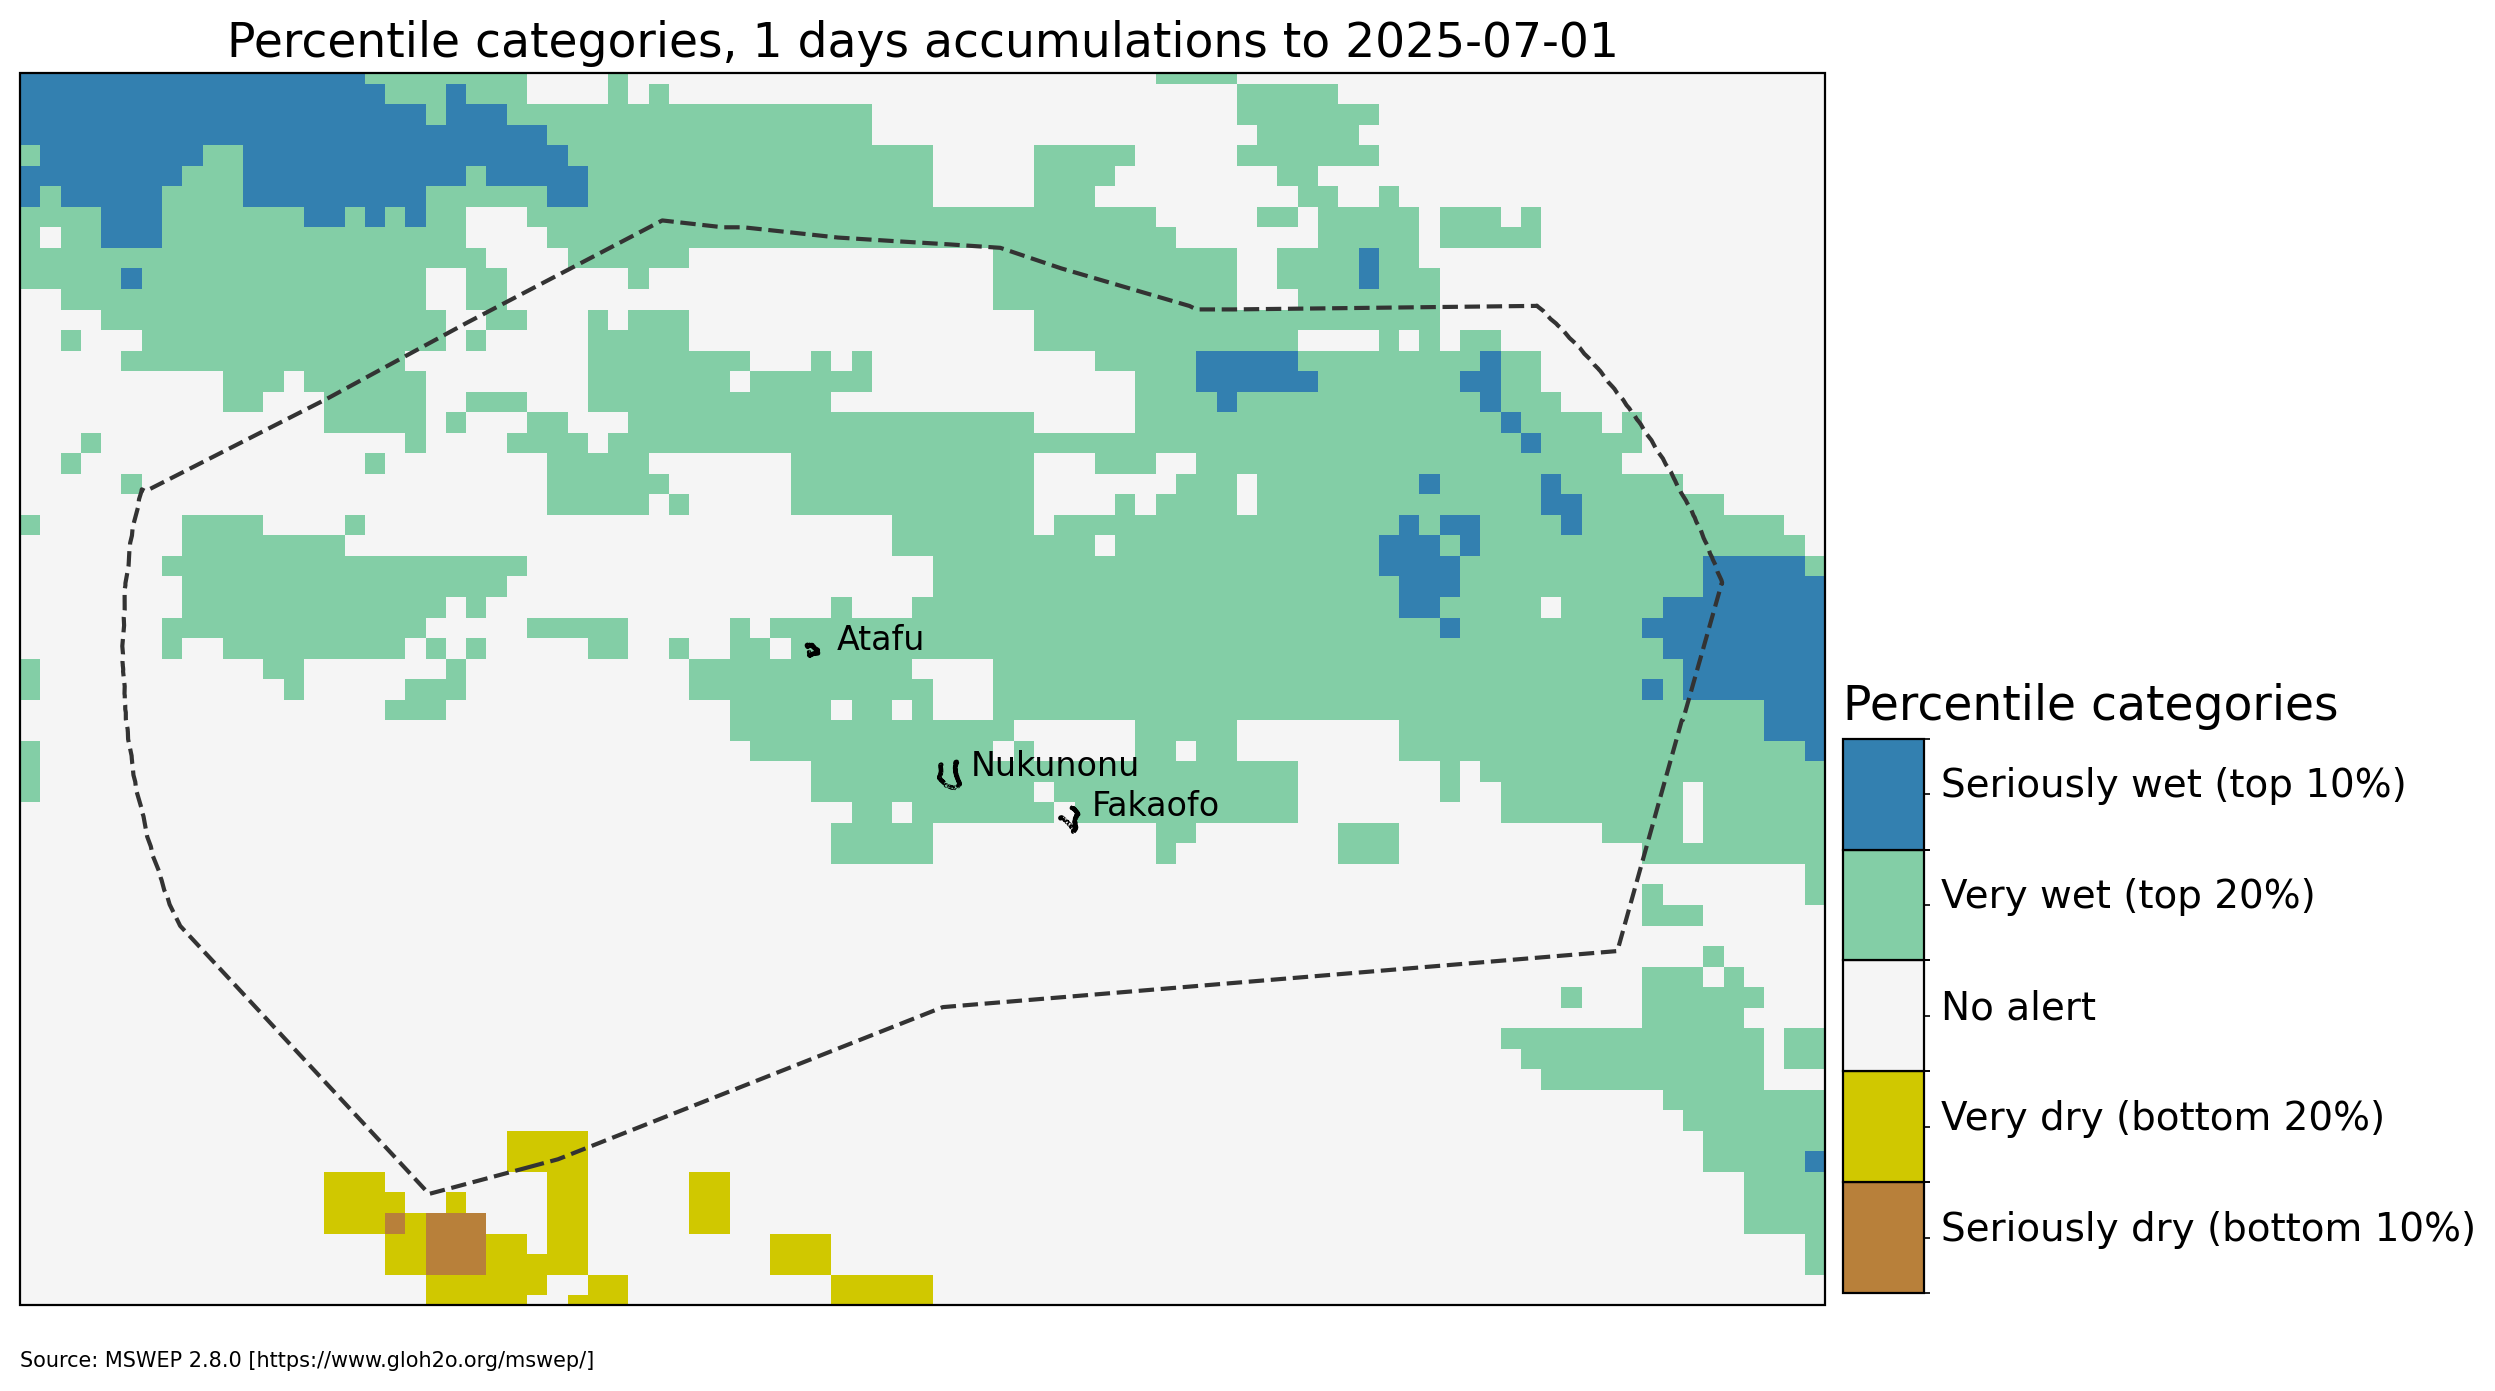 Percentile categories, 1 days accumulations to 2025-07-01
Atafu
Nukunonu
Fakaofo
Percentile categories
Seriously wet (top 10%)
Very wet (top 20%)
No alert
Very dry (bottom 20%)
Seriously dry (bottom 10%)
Source: MSWEP 2.8.0 [https://www.gloh2o.org/mswep/]